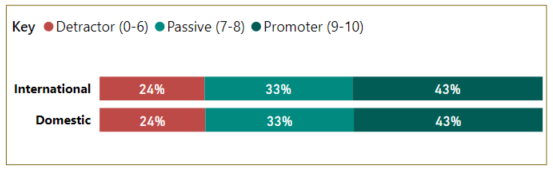 Key Detractor (0-6) Passive (7-8) Promoter (9-10)
International 24% 33% 43%
Domestic 24% 33% 43%